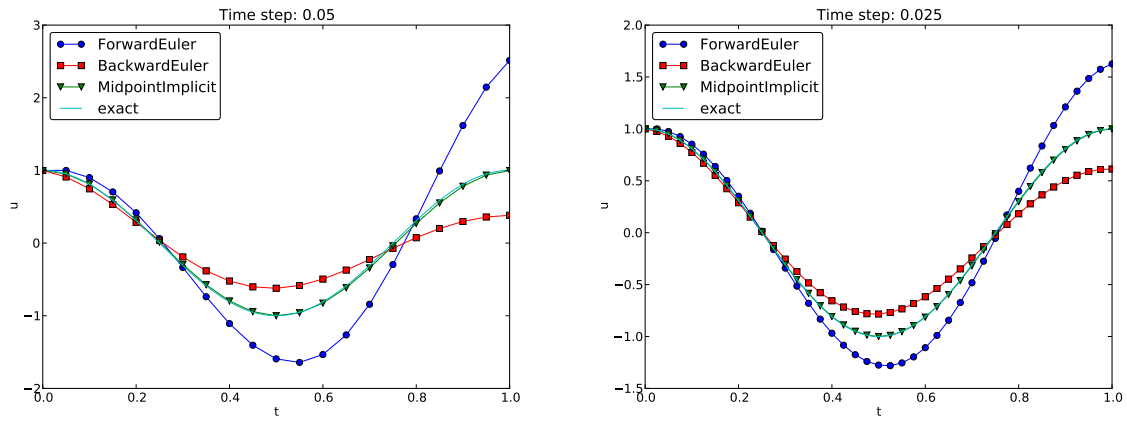 Time step: 0.05
3
2
1
0
−1
−2
u
ForwardEuler
BackwardEuler
MidpointImplicit
exact
0.0
0.2
0.4
0.6
0.8
1.0
t
Time step: 0.025
2.0
1.5
1.0
0.5
0.0
−0.5
−1.0
−1.5
u
ForwardEuler
BackwardEuler
MidpointImplicit
exact
0.0
0.2
0.4
0.6
0.8
1.0
t